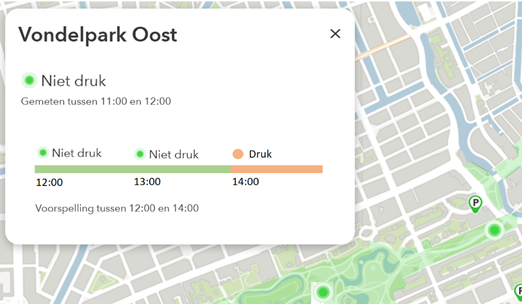 Vondelpark Oost
Niet druk
Gemeten tussen 11:00 en 12:00
Niet druk Niet druk Druk
12:00 13:00 14:00
Voorspelling tussen 12:00 en 14:00
P
P